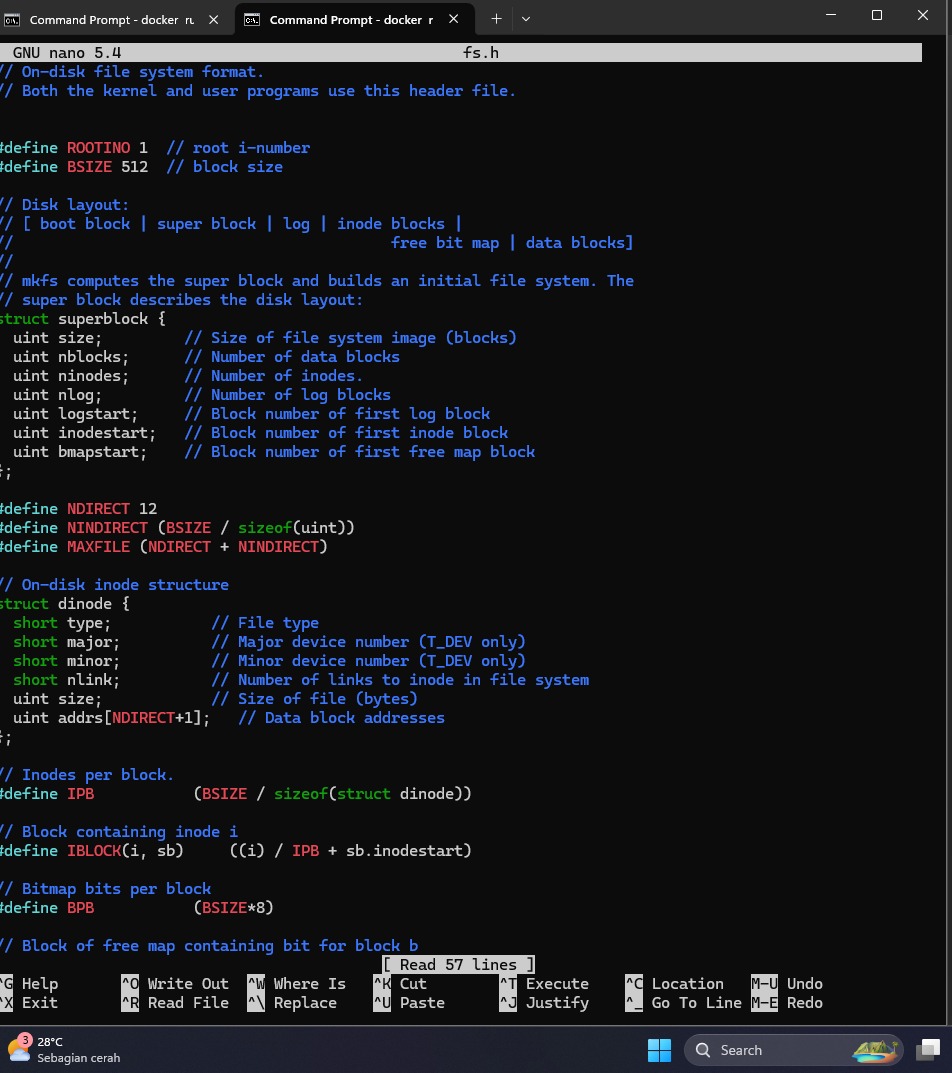 Command Prompt - docker ru
Command Prompt - docker r
GNU nano 5.4 fs.h
// On-disk file system format.
// Both the kernel and user programs use this header file.
#define ROOTINO 1 // root i-number
#define BSIZE 512 // block size
// Disk layout:
// [ boot block | super block | log | inode blocks |
// free bit map | data blocks]
//
// mkfs computes the super block and builds an initial file system. The
// super block describes the disk layout:
struct superblock {
uint size; // Size of file system image (blocks)
uint nblocks; // Number of data blocks
uint ninodes; // Number of inodes.
uint nlog; // Number of log blocks
uint logstart; // Block number of first log block
uint inodestart; // Block number of first inode block
uint bmapstart; // Block number of first free map block
};
#define NDIRECT 12
#define NINDIRECT (BSIZE / sizeof(uint))
#define MAXFILE (NDIRECT + NINDIRECT)
// On-disk inode structure
struct dinode {
short type; // File type
short major; // Major device number (T_DEV only)
short minor; // Minor device number (T_DEV only)
short nlink; // Number of links to inode in file system
uint size; // Size of file (bytes)
uint addrs[NDIRECT+1]; // Data block addresses
};
// Inodes per block.
#define IPB (BSIZE / sizeof(struct dinode))
// Block containing inode i
#define IBLOCK(i, sb) ((i) / IPB + sb.inodestart)
// Bitmap bits per block
#define BPB (BSIZE*8)
// Block of free map containing bit for block b
[ Read 57 lines ]
^G Help ^O Write Out ^W Where Is ^K Cut ^T Execute ^C Location M-U Undo
^X Exit ^R Read File ^\ Replace ^U Paste ^J Justify ^_ Go To Line M-E Redo
3
28°C
Sebagian cerah
Search